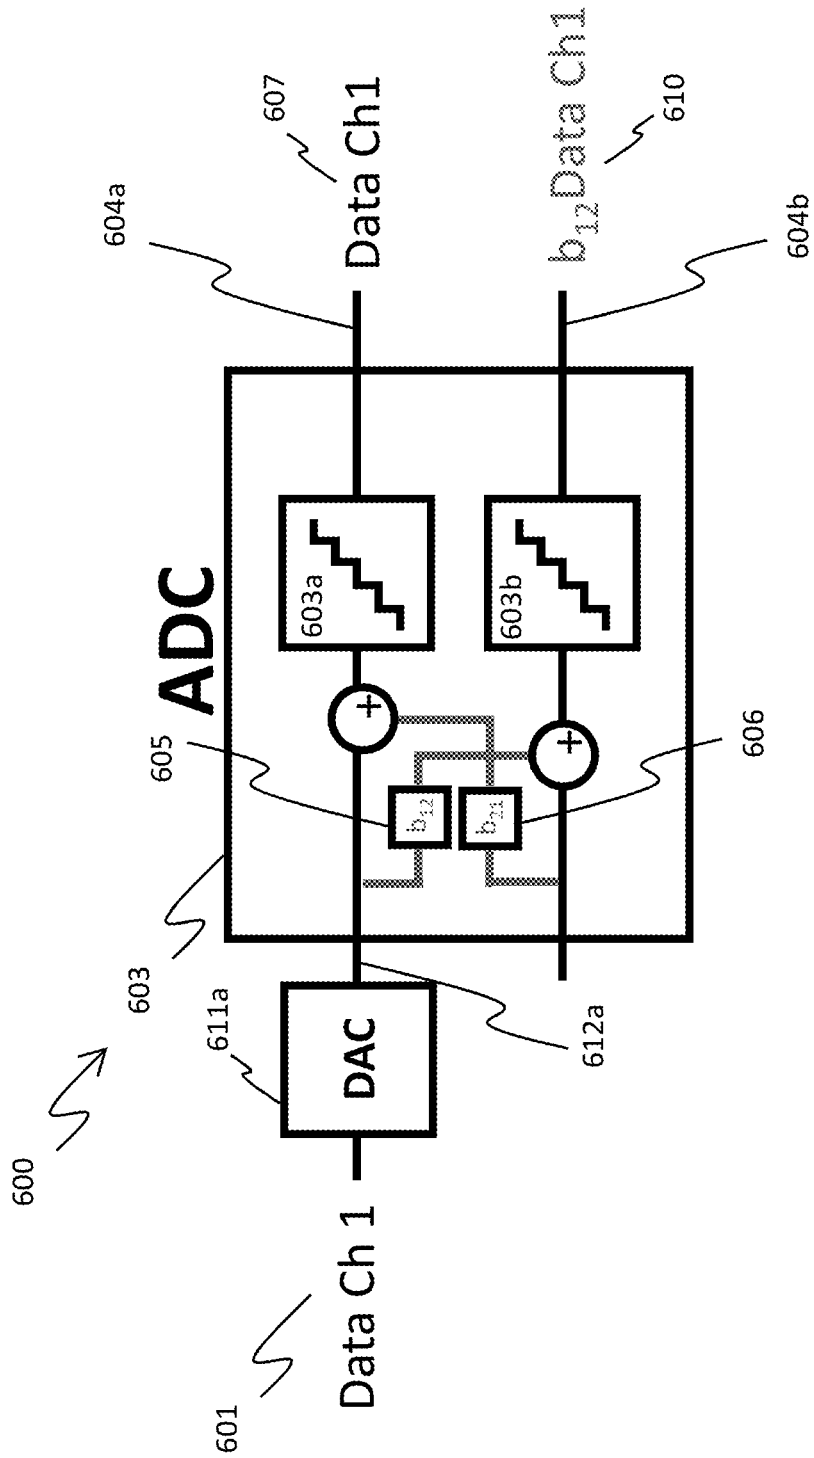 600
601
Data Ch 1
611a
DAC
612a
603
ADC
605
b12
b21
606
+
+
603a
603b
604a
604b
607
Data Ch1
b12Data Ch1
610